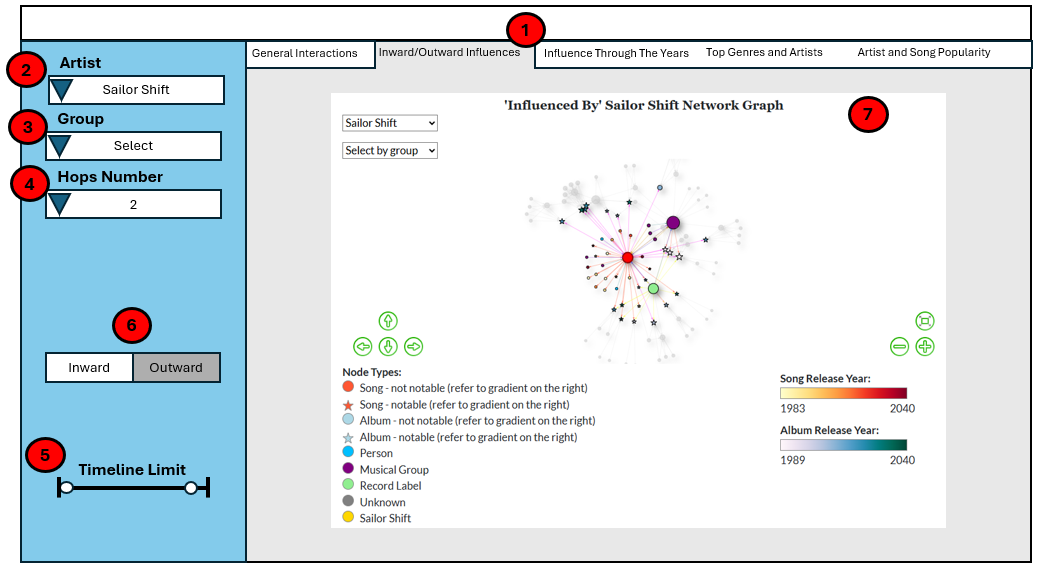 1
General Interactions
Inward/Outward Influences
Influence Through The Years
Top Genres and Artists
Artist and Song Popularity
2
Artist
Sailor Shift
3
Group
Select
4
Hops Number
2
6
Inward
Outward
5
Timeline Limit
'Influenced By' Sailor Shift Network Graph
7
Sailor Shift
Select by group
Node Types:
Song - not notable (refer to gradient on the right)
Song - notable (refer to gradient on the right)
Album - not notable (refer to gradient on the right)
Album - notable (refer to gradient on the right)
Person
Musical Group
Record Label
Unknown
Sailor Shift
Song Release Year:
1983 2040
Album Release Year:
1989 2040